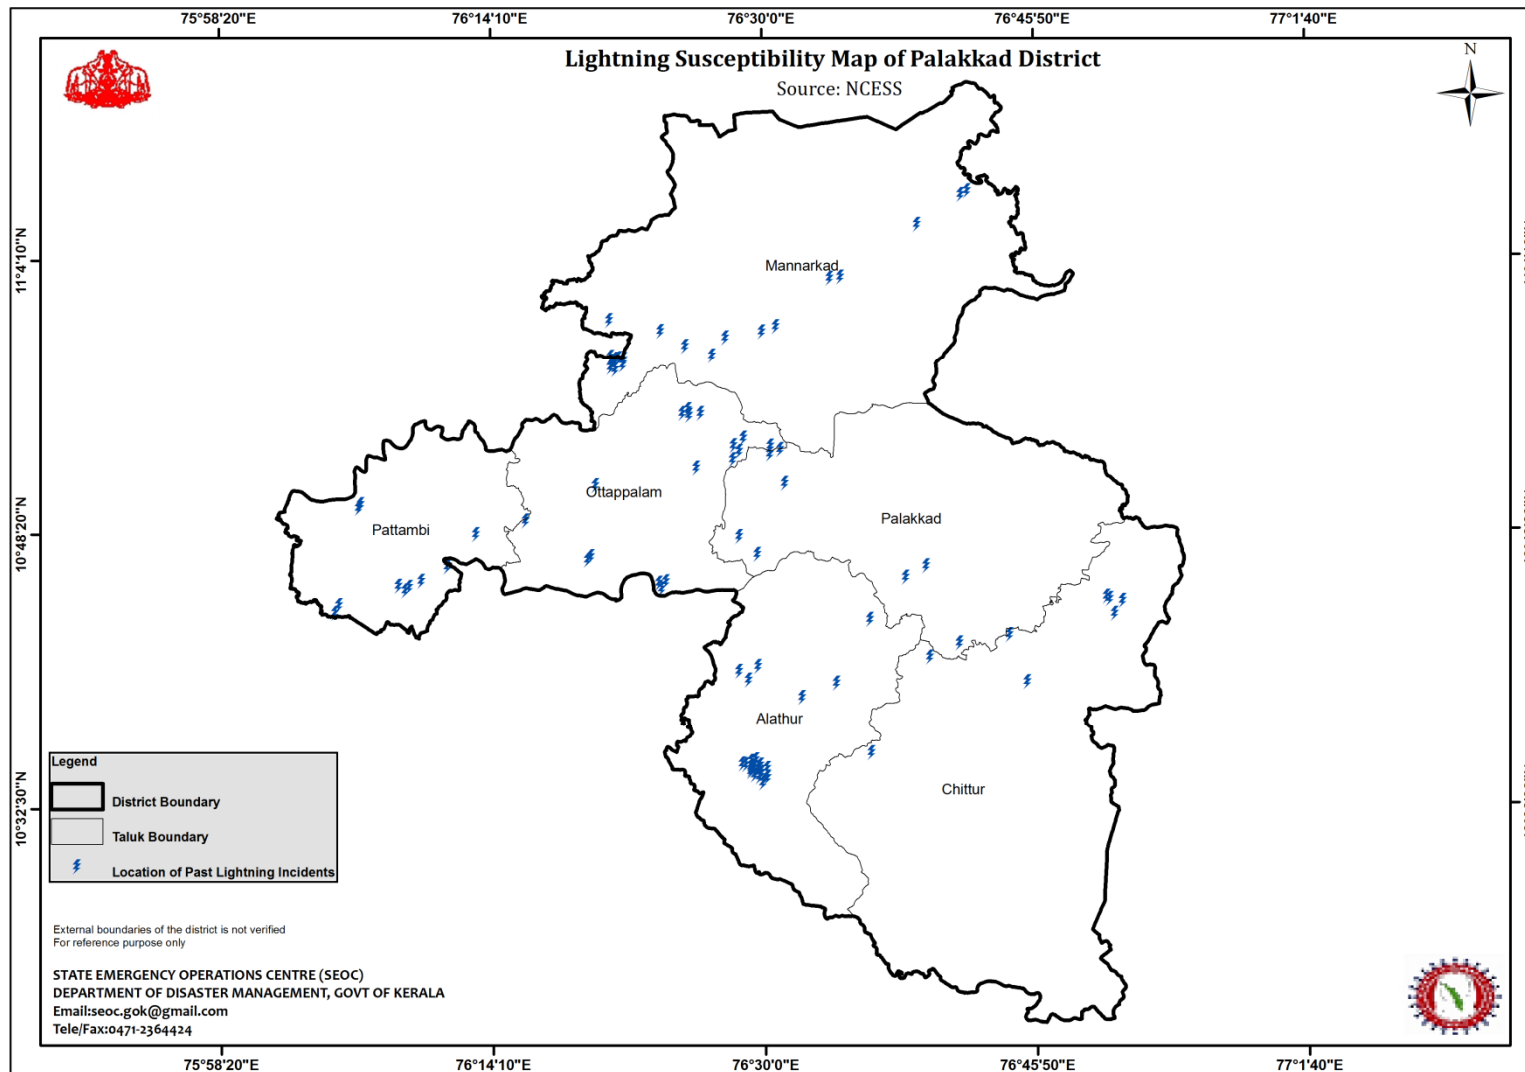 75°58'20"E 76°14'10"E 76°30'0"E 76°45'50"E 77°1'40"E
Lightning Susceptibility Map of Palakkad District
Source: NCESS
N
11°4'10"N
Mannarkad
Ottappalam
Palakkad
Pattambi
10°48'20"N
Alathur
Chittur
10°32'30"N
Legend
District Boundary
Taluk Boundary
Location of Past Lightning Incidents
External boundaries of the district is not verified
For reference purpose only
STATE EMERGENCY OPERATIONS CENTRE (SEOC)
DEPARTMENT OF DISASTER MANAGEMENT, GOVT OF KERALA
Email:seoc.gok@gmail.com
Tele/Fax:0471-2364424
75°58'20"E 76°14'10"E 76°30'0"E 76°45'50"E 77°1'40"E